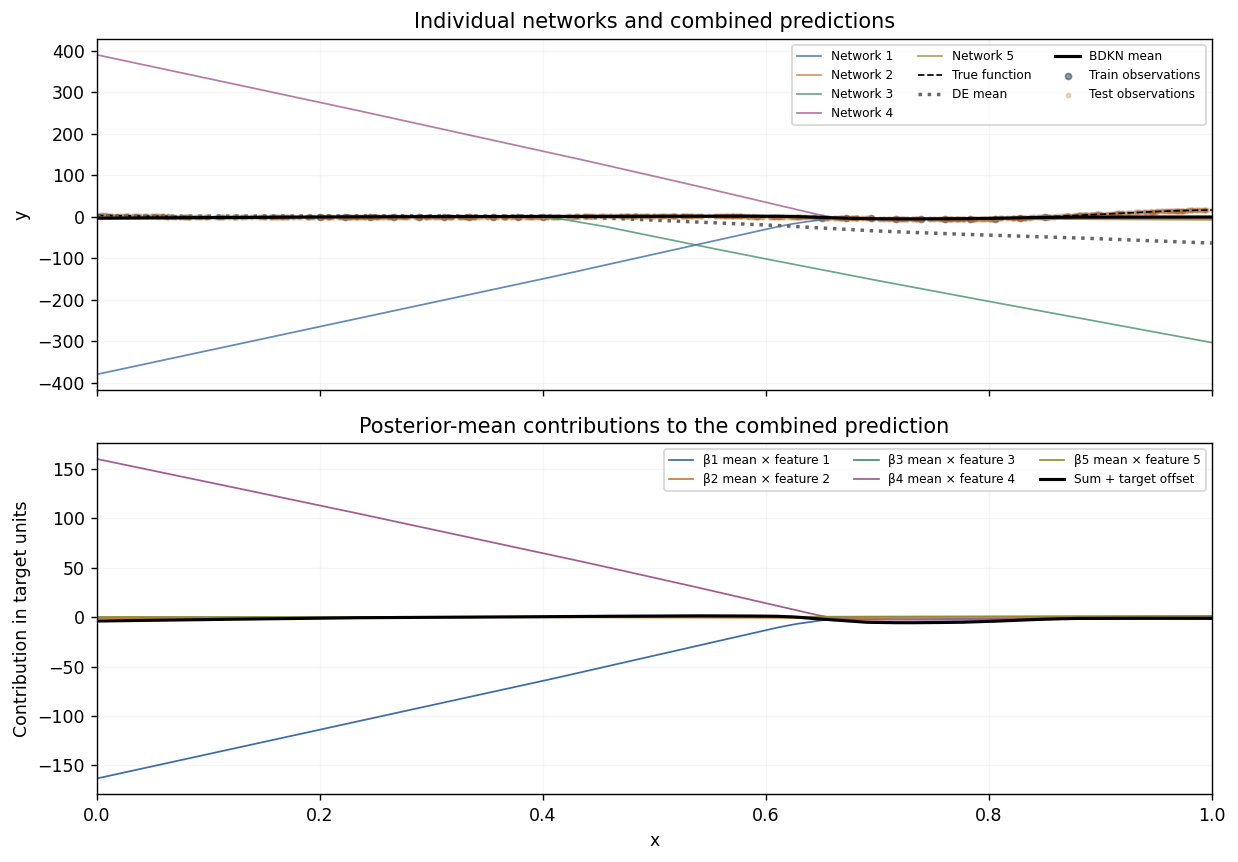 Individual networks and combined predictions
400
300
200
100
0
−100
−200
−300
−400
y
Network 1
Network 2
Network 3
Network 4
Network 5
True function
DE mean
BDKN mean
Train observations
Test observations
Posterior-mean contributions to the combined prediction
150
100
50
0
−50
−100
−150
Contribution in target units
β1 mean × feature 1
β2 mean × feature 2
β3 mean × feature 3
β4 mean × feature 4
β5 mean × feature 5
Sum + target offset
0.0 0.2 0.4 0.6 0.8 1.0
x